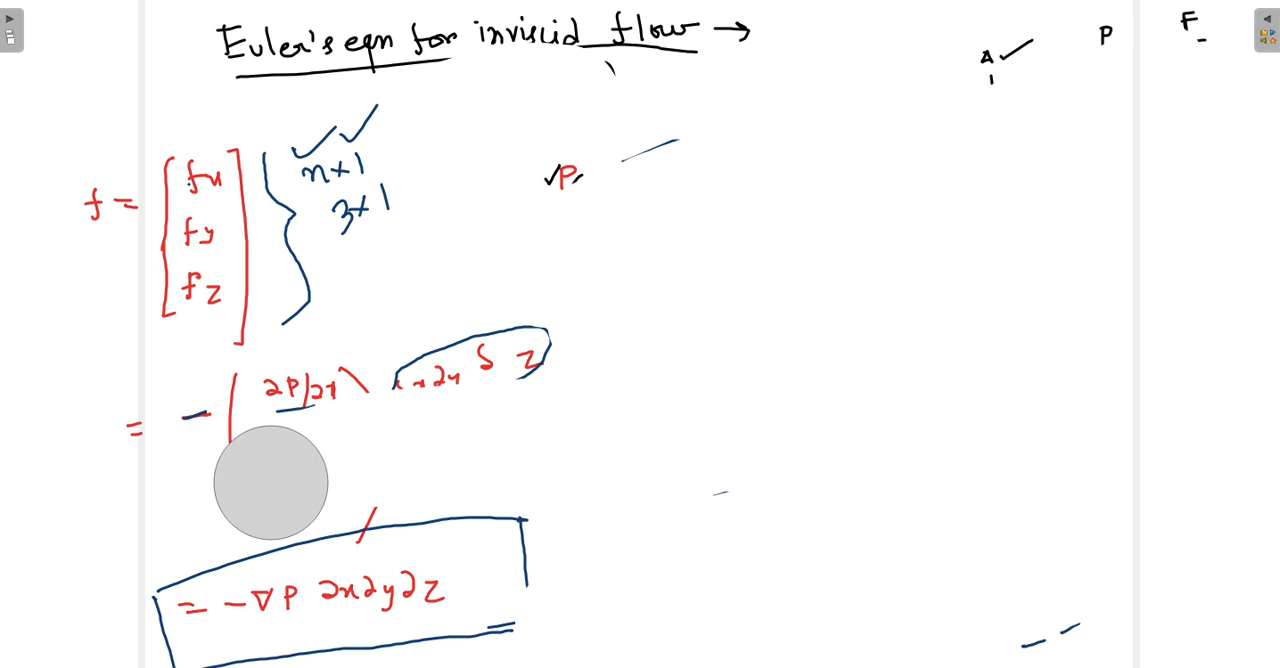 Euler's eqn for inviscid flow →
A P F
f = [ fx fy fz ] } n×1
3×1
P
= - ( ∂P/∂x ) ∂x ∂y δ z
= -∇P ∂x∂y∂z